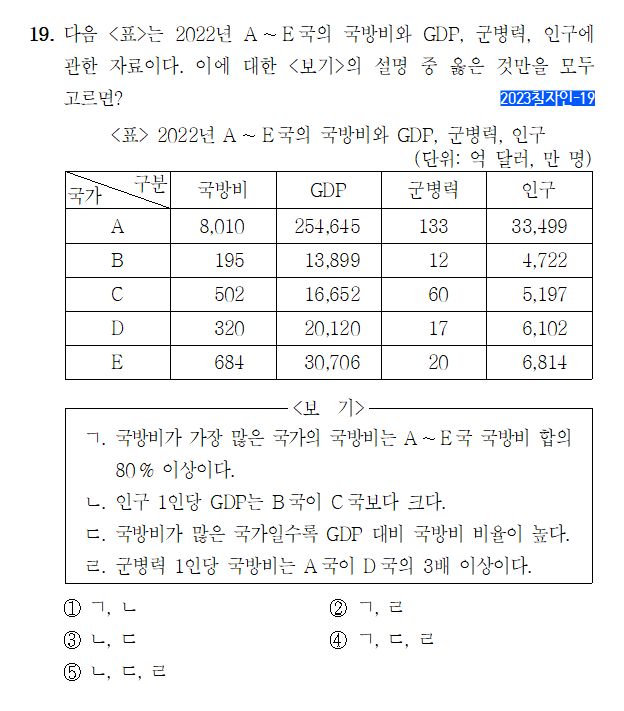 19. 다음 <표>는 2022년 A~E국의 국방비와 GDP, 군병력, 인구에
관한 자료이다. 이에 대한 <보기>의 설명 중 옳은 것만을 모두
고르면?
2023칠자인-19
<표> 2022년 A~E국의 국방비와 GDP, 군병력, 인구
(단위: 억 달러, 만 명)
국가 구분 국방비 GDP 군병력 인구
A 8,010 254,645 133 33,499
B 195 13,899 12 4,722
C 502 16,652 60 5,197
D 320 20,120 17 6,102
E 684 30,706 20 6,814
<보 기>
ㄱ. 국방비가 가장 많은 국가의 국방비는 A~E국 국방비 합의
80% 이상이다.
ㄴ. 인구 1인당 GDP는 B국이 C국보다 크다.
ㄷ. 국방비가 많은 국가일수록 GDP 대비 국방비 비율이 높다.
ㄹ. 군병력 1인당 국방비는 A국이 D국의 3배 이상이다.
① ㄱ, ㄴ ② ㄱ, ㄹ
③ ㄴ, ㄷ ④ ㄱ, ㄷ, ㄹ
⑤ ㄴ, ㄷ, ㄹ